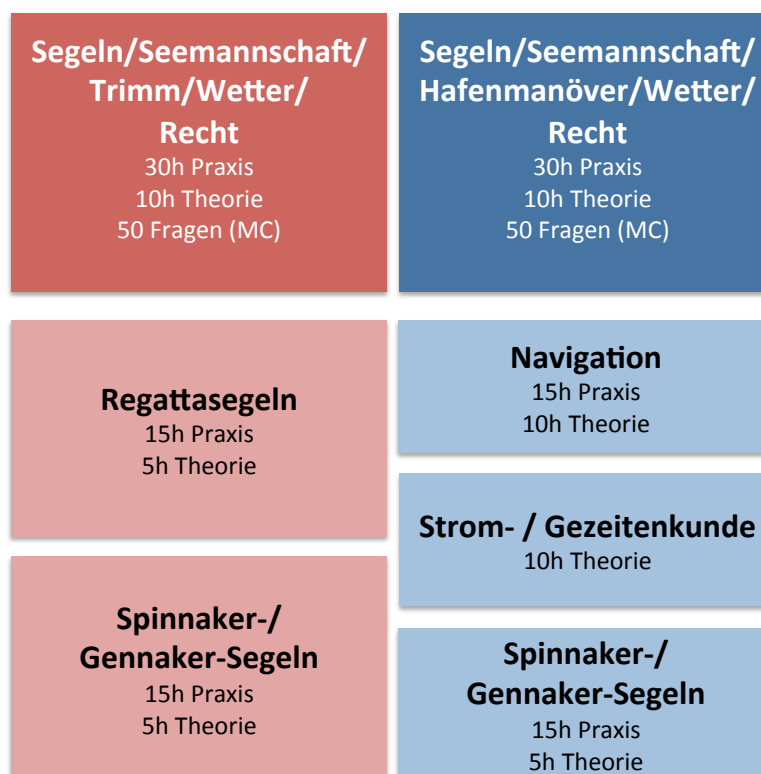 Segeln/Seemannschaft/
Trimm/Wetter/
Recht
30h Praxis
10h Theorie
50 Fragen (MC)
Regattasegeln
15h Praxis
5h Theorie
Spinnaker-/
Gennaker-Segeln
15h Praxis
5h Theorie
Segeln/Seemannschaft/
Hafenmanöver/Wetter/
Recht
30h Praxis
10h Theorie
50 Fragen (MC)
Navigation
15h Praxis
10h Theorie
Strom- / Gezeitenkunde
10h Theorie
Spinnaker-/
Gennaker-Segeln
15h Praxis
5h Theorie